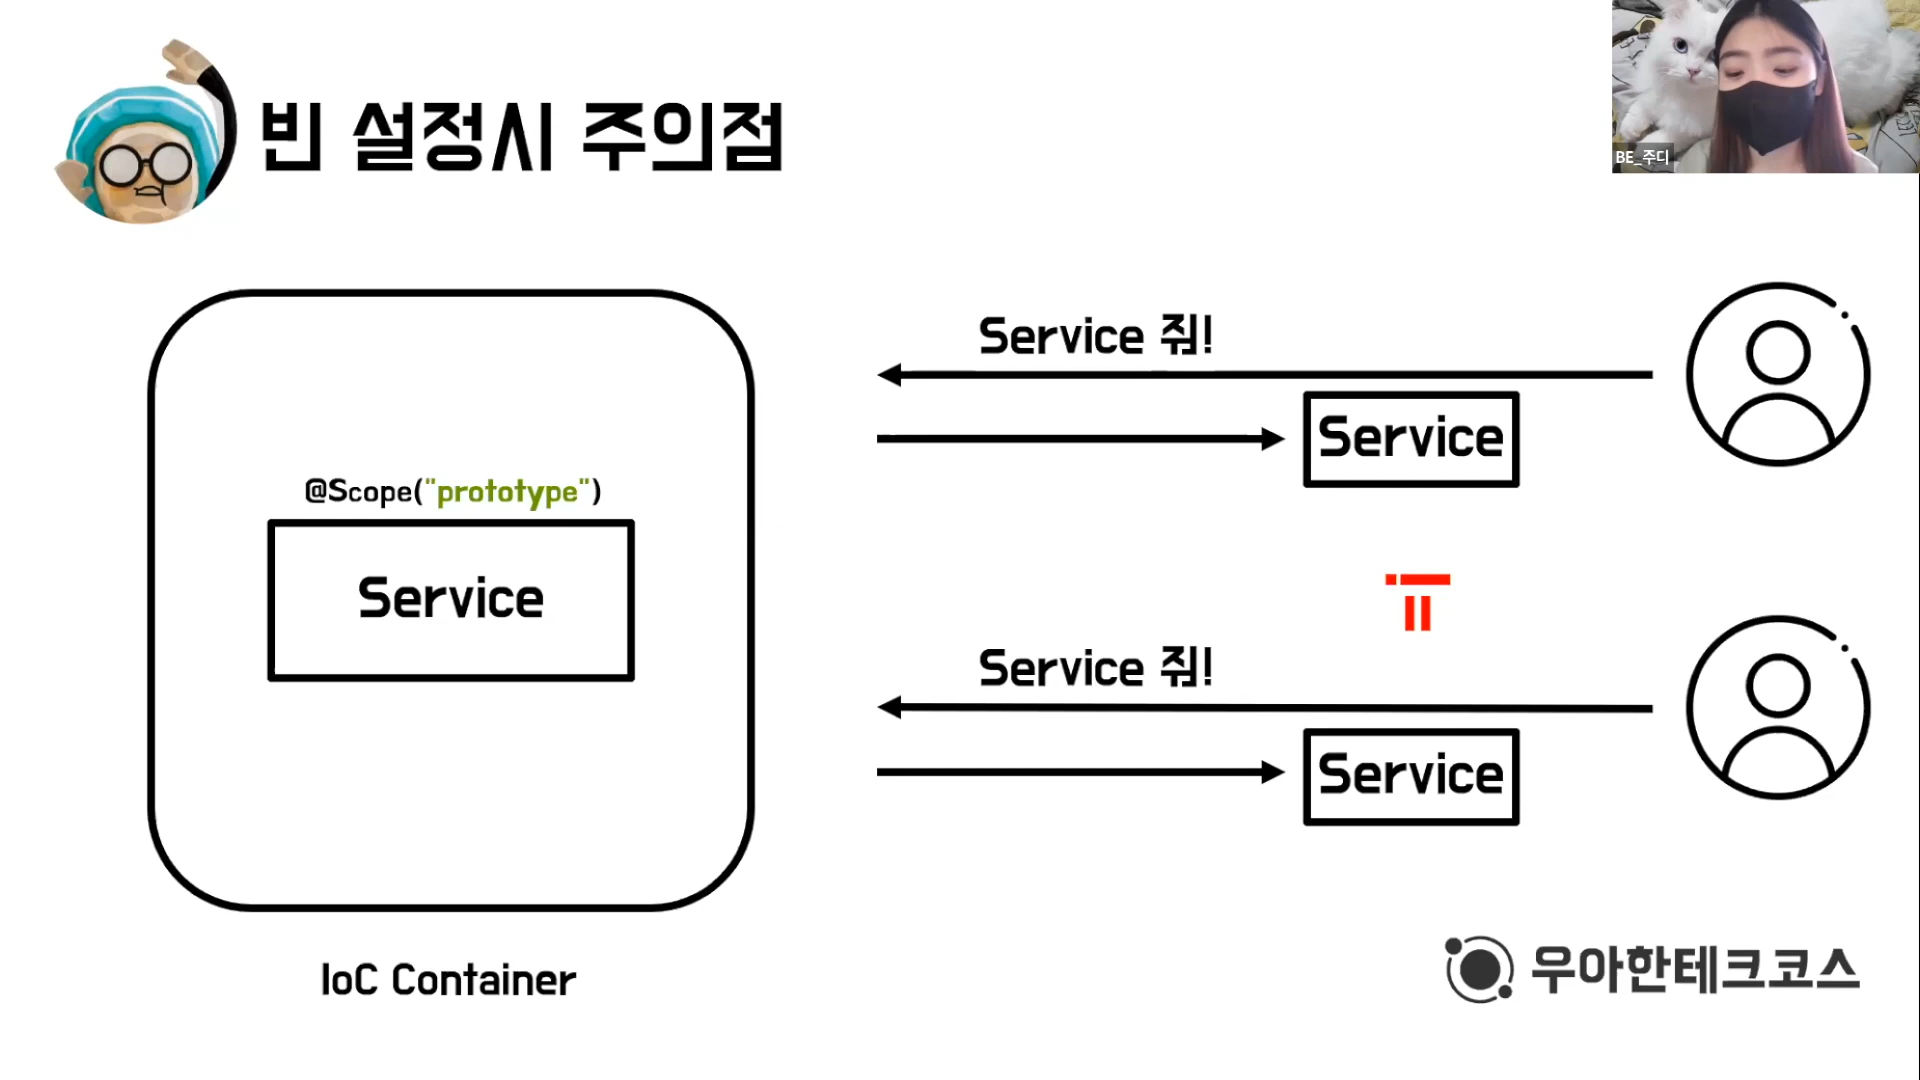 빈 설정시 주의점
BE_주디
Service 줘!
Service
@Scope("prototype")
Service
Service 줘!
Service
IoC Container
우아한테크코스